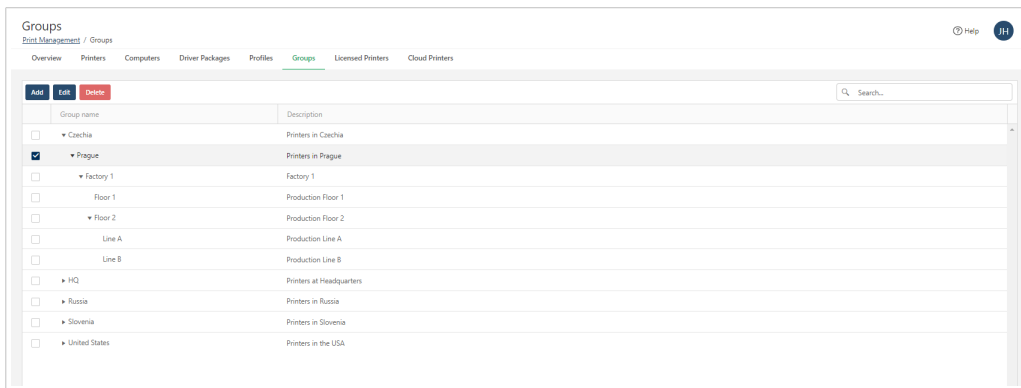 Groups
Print Management / Groups
Help
JH
Overview Printers Computers Driver Packages Profiles Groups Licensed Printers Cloud Printers
Add Edit Delete Search...
Group name Description
Czechia Printers in Czechia
Prague Printers in Prague
Factory 1 Factory 1
Floor 1 Production Floor 1
Floor 2 Production Floor 2
Line A Production Line A
Line B Production Line B
HQ Printers at Headquarters
Russia Printers in Russia
Slovenia Printers in Slovenia
United States Printers in the USA